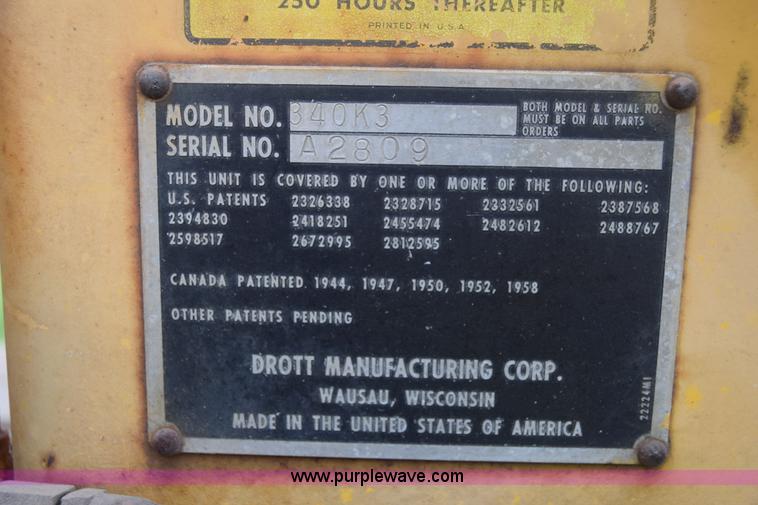 250 HOURS THEREAFTER
PRINTED IN U.S.A.
MODEL NO. 340K3
BOTH MODEL & SERIAL NO.
MUST BE ON ALL PARTS
ORDERS
SERIAL NO. A2809
THIS UNIT IS COVERED BY ONE OR MORE OF THE FOLLOWING:
U.S. PATENTS 2326338 2328715 2332561 2387568
2394830 2418251 2455474 2482612 2488767
2598517 2672995 2812595
CANADA PATENTED 1944, 1947, 1950, 1952, 1958
OTHER PATENTS PENDING
DROTT MANUFACTURING CORP.
WAUSAU, WISCONSIN
MADE IN THE UNITED STATES OF AMERICA
22224M1
www.purplewave.com